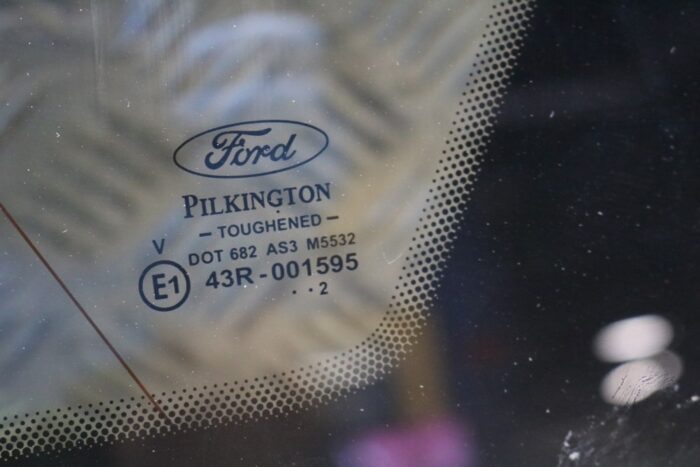 Ford
PILKINGTON
– TOUGHENED –
V
DOT 682 AS3 M5532
E1 43R-001595
. . 2